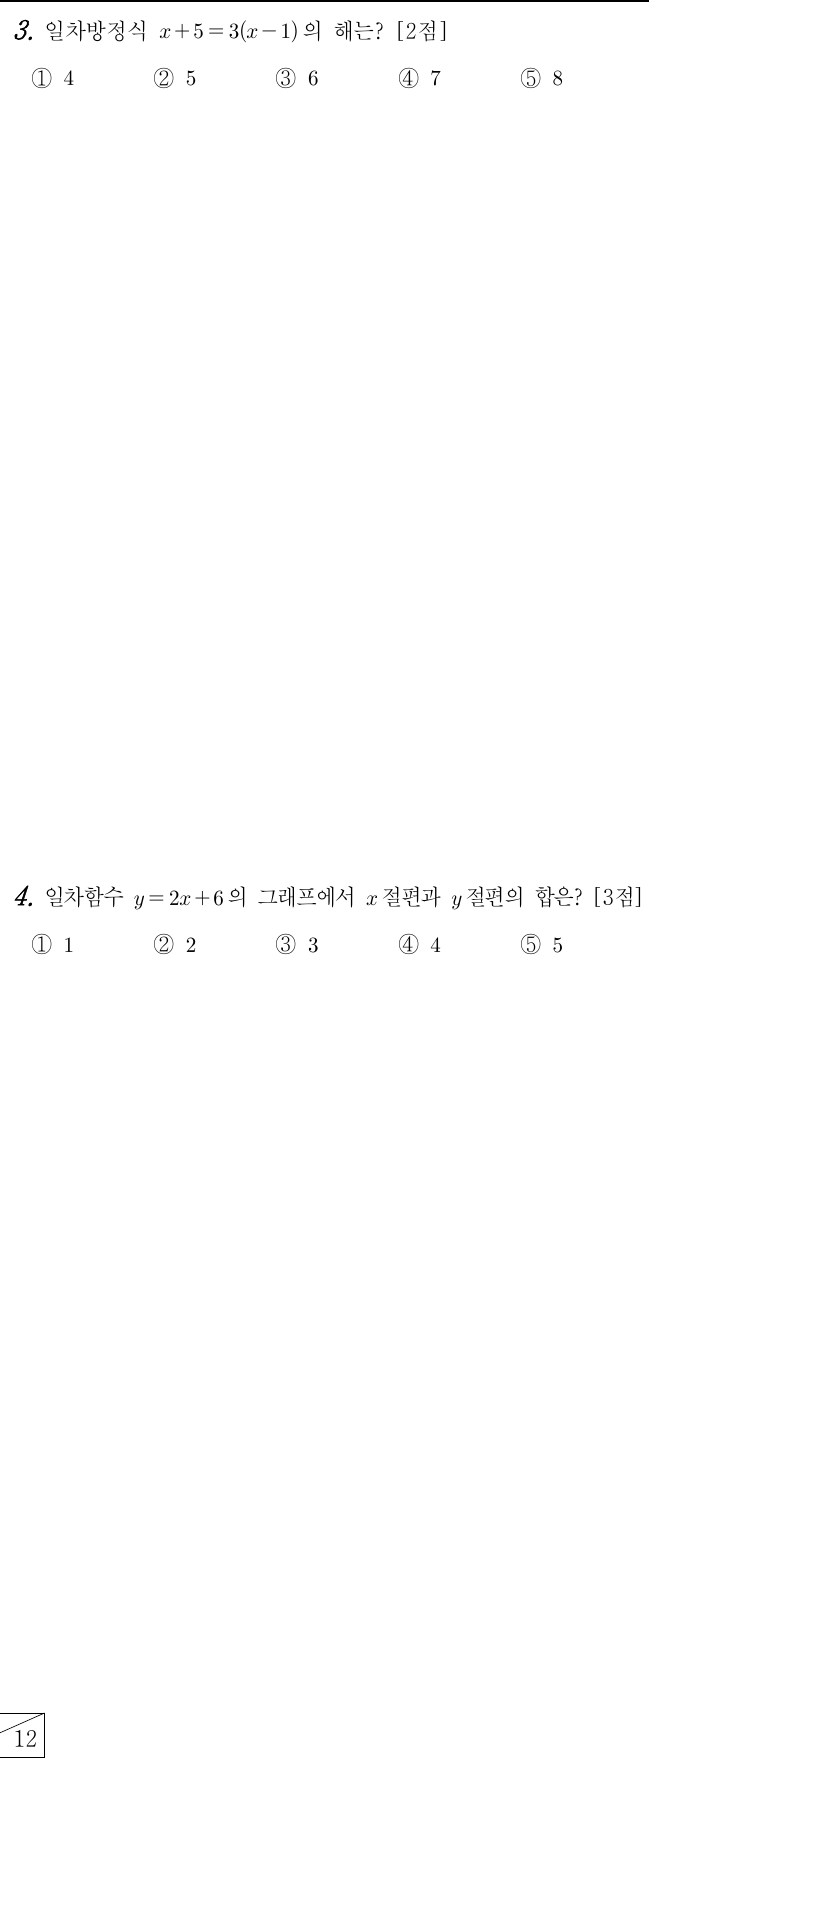 3. 일차방정식 x+5=3(x-1)의 해는? [2점]
① 4 ② 5 ③ 6 ④ 7 ⑤ 8
4. 일차함수 y=2x+6의 그래프에서 x절편과 y절편의 합은? [3점]
① 1 ② 2 ③ 3 ④ 4 ⑤ 5
12